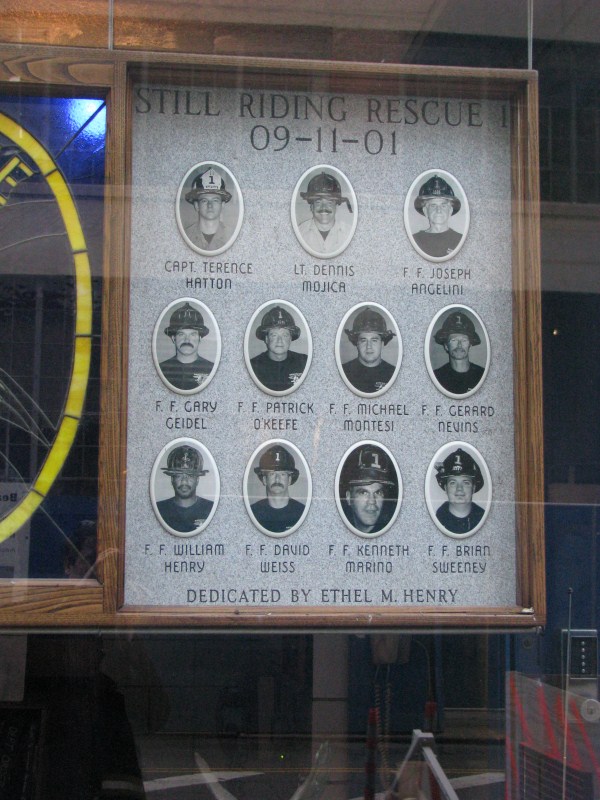 STILL RIDING RESCUE 1
09-11-01
CAPT. TERENCE
HATTON
LT. DENNIS
MOJICA
F. F. JOSEPH
ANGELINI
F. F. GARY
GEIDEL
F. F. PATRICK
O'KEEFE
F. F. MICHAEL
MONTESI
F. F. GERARD
NEVINS
F. F. WILLIAM
HENRY
F. F. DAVID
WEISS
F. F. KENNETH
MARINO
F. F. BRIAN
SWEENEY
DEDICATED BY ETHEL M. HENRY